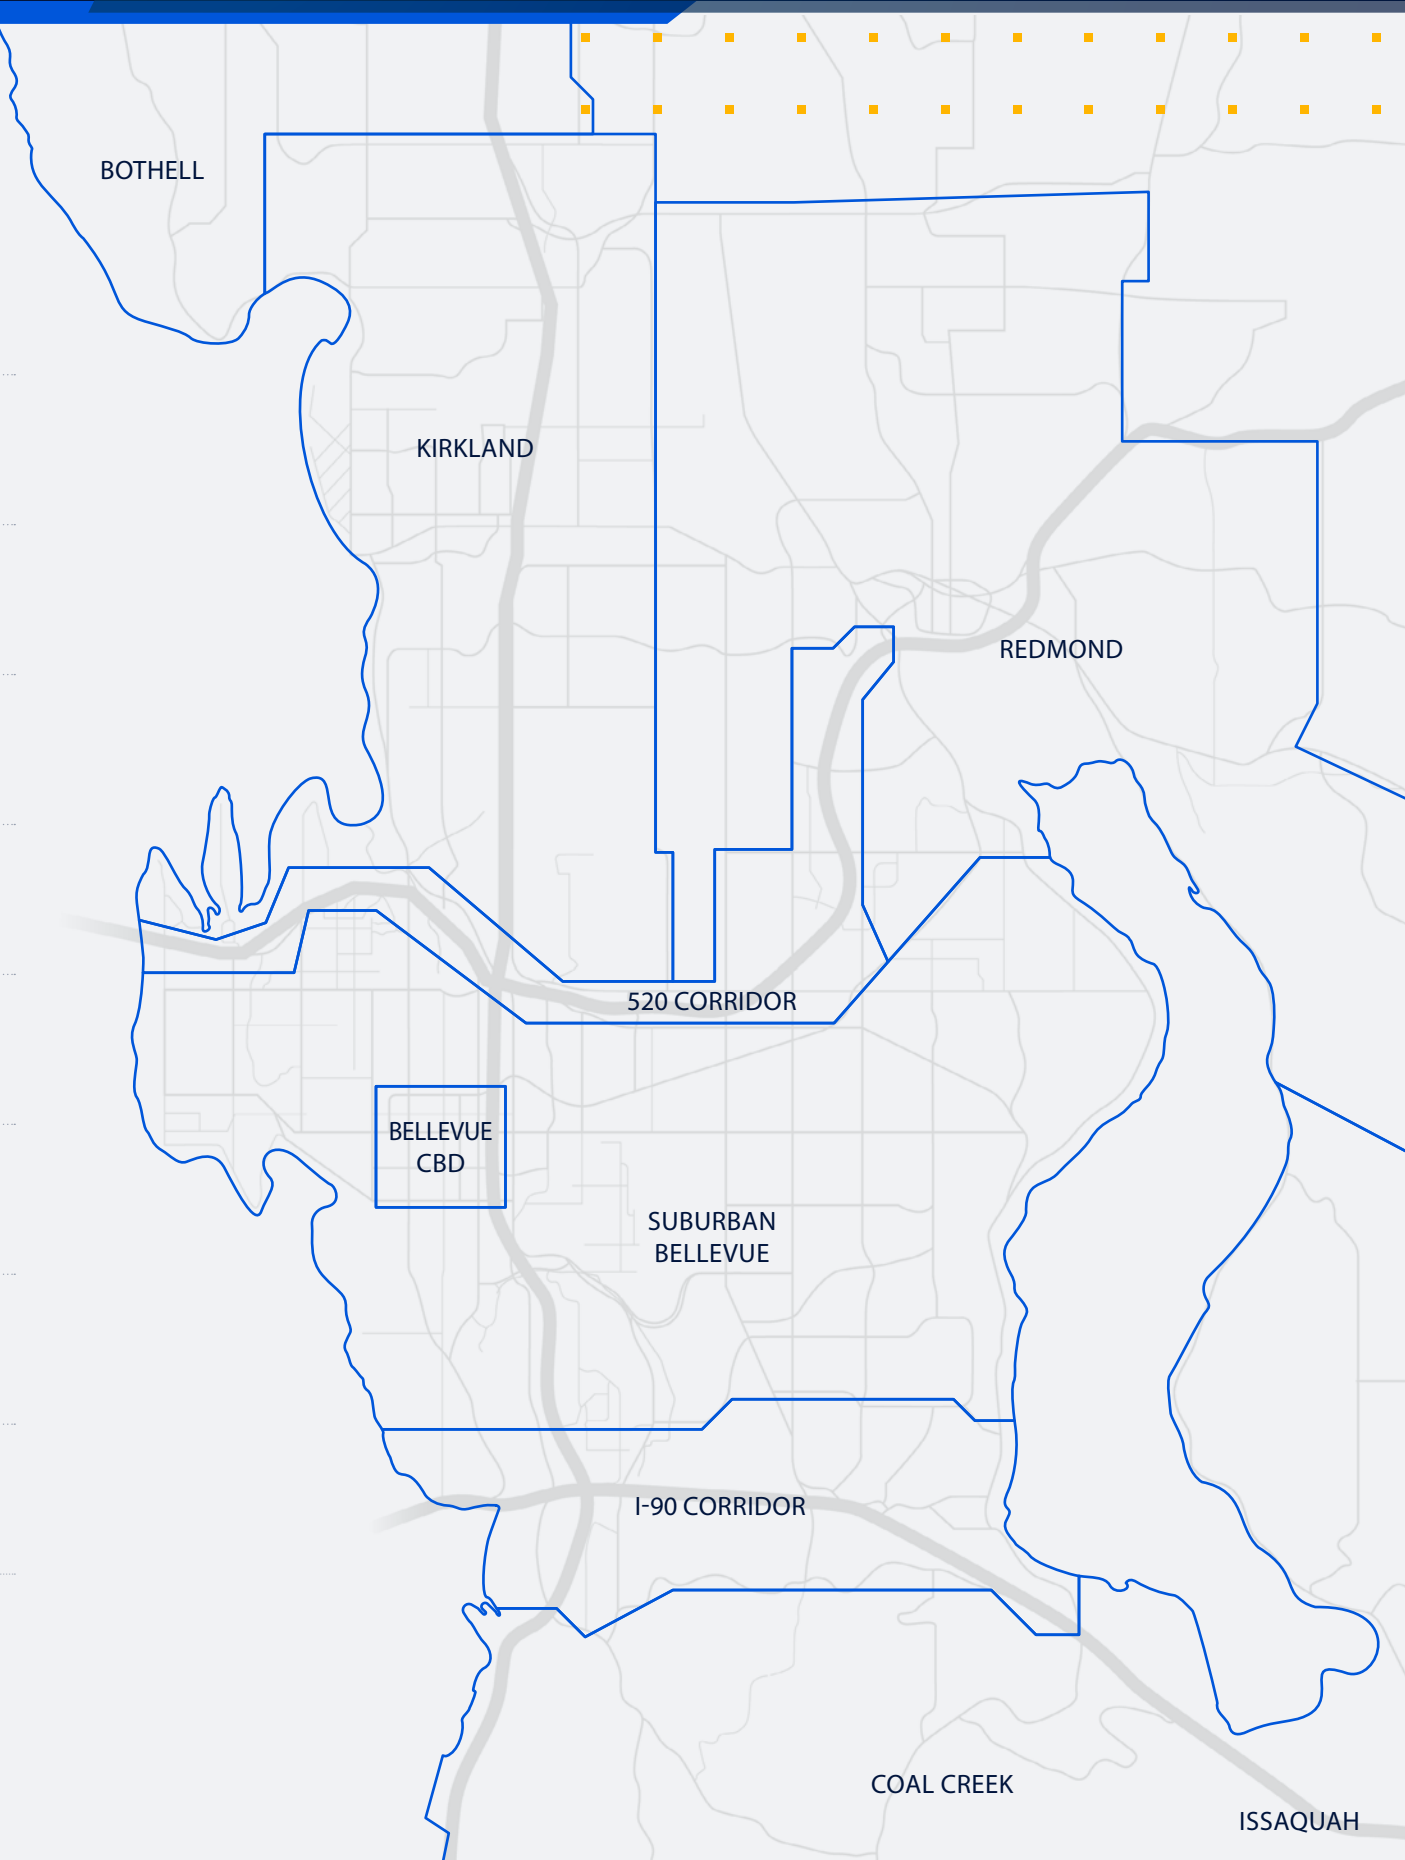 BOTHELL
KIRKLAND
REDMOND
520 CORRIDOR
BELLEVUE
CBD
SUBURBAN
BELLEVUE
I-90 CORRIDOR
COAL CREEK
ISSAQUAH